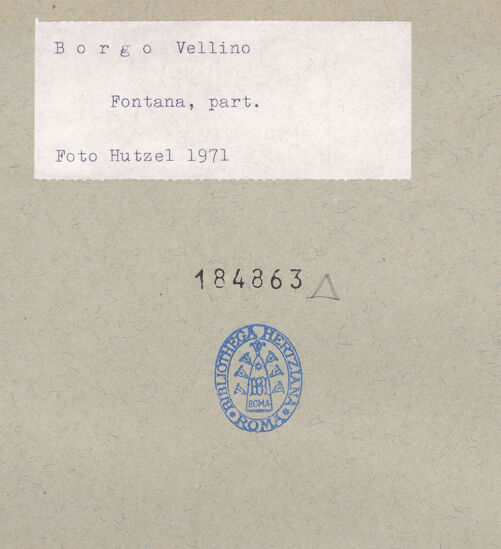 B o r g o Vellino
Fontana, part.
Foto Hutzel 1971
184863
BIBLIOTHECA HERTZIANA
ROMA
ROMA